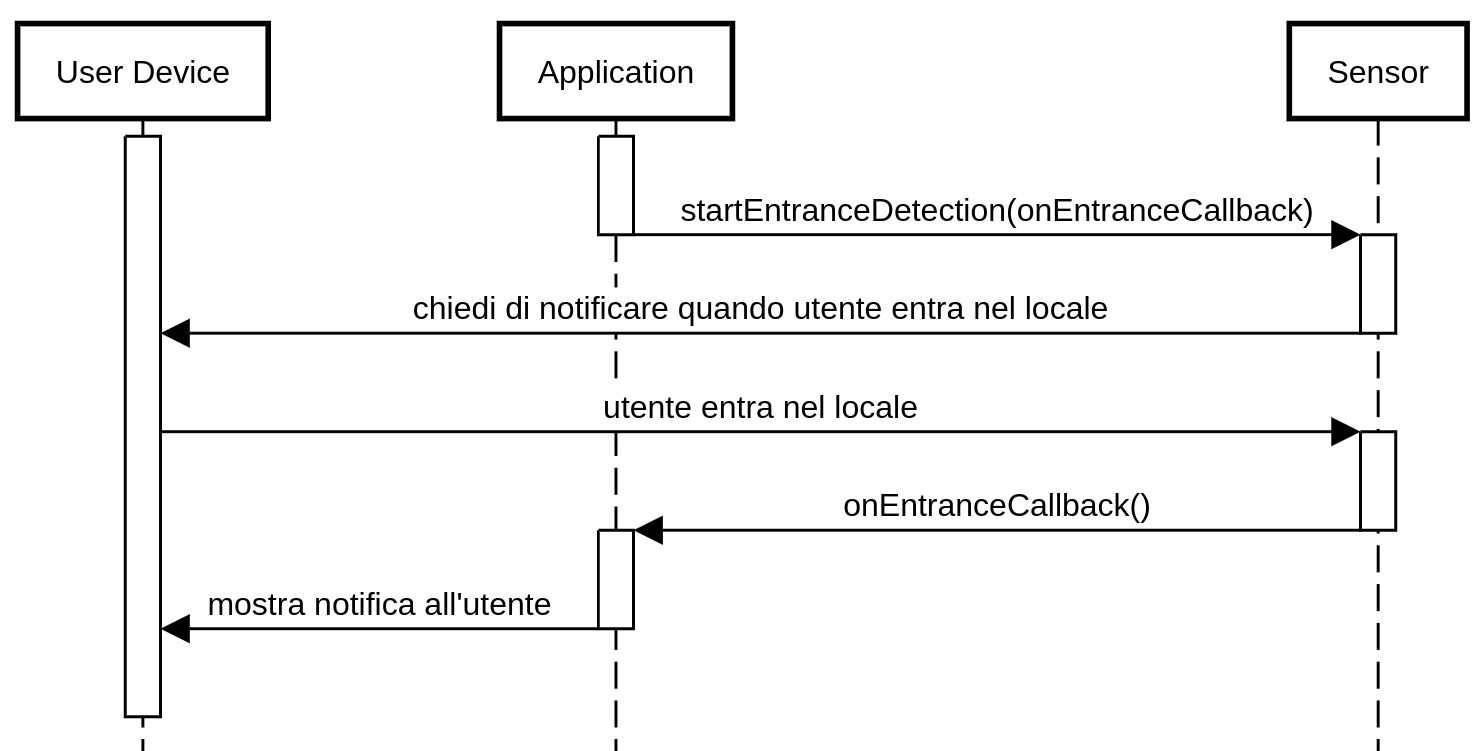 User Device
Application
Sensor
startEntranceDetection(onEntranceCallback)
chiedi di notificare quando utente entra nel locale
utente entra nel locale
onEntranceCallback()
mostra notifica all'utente